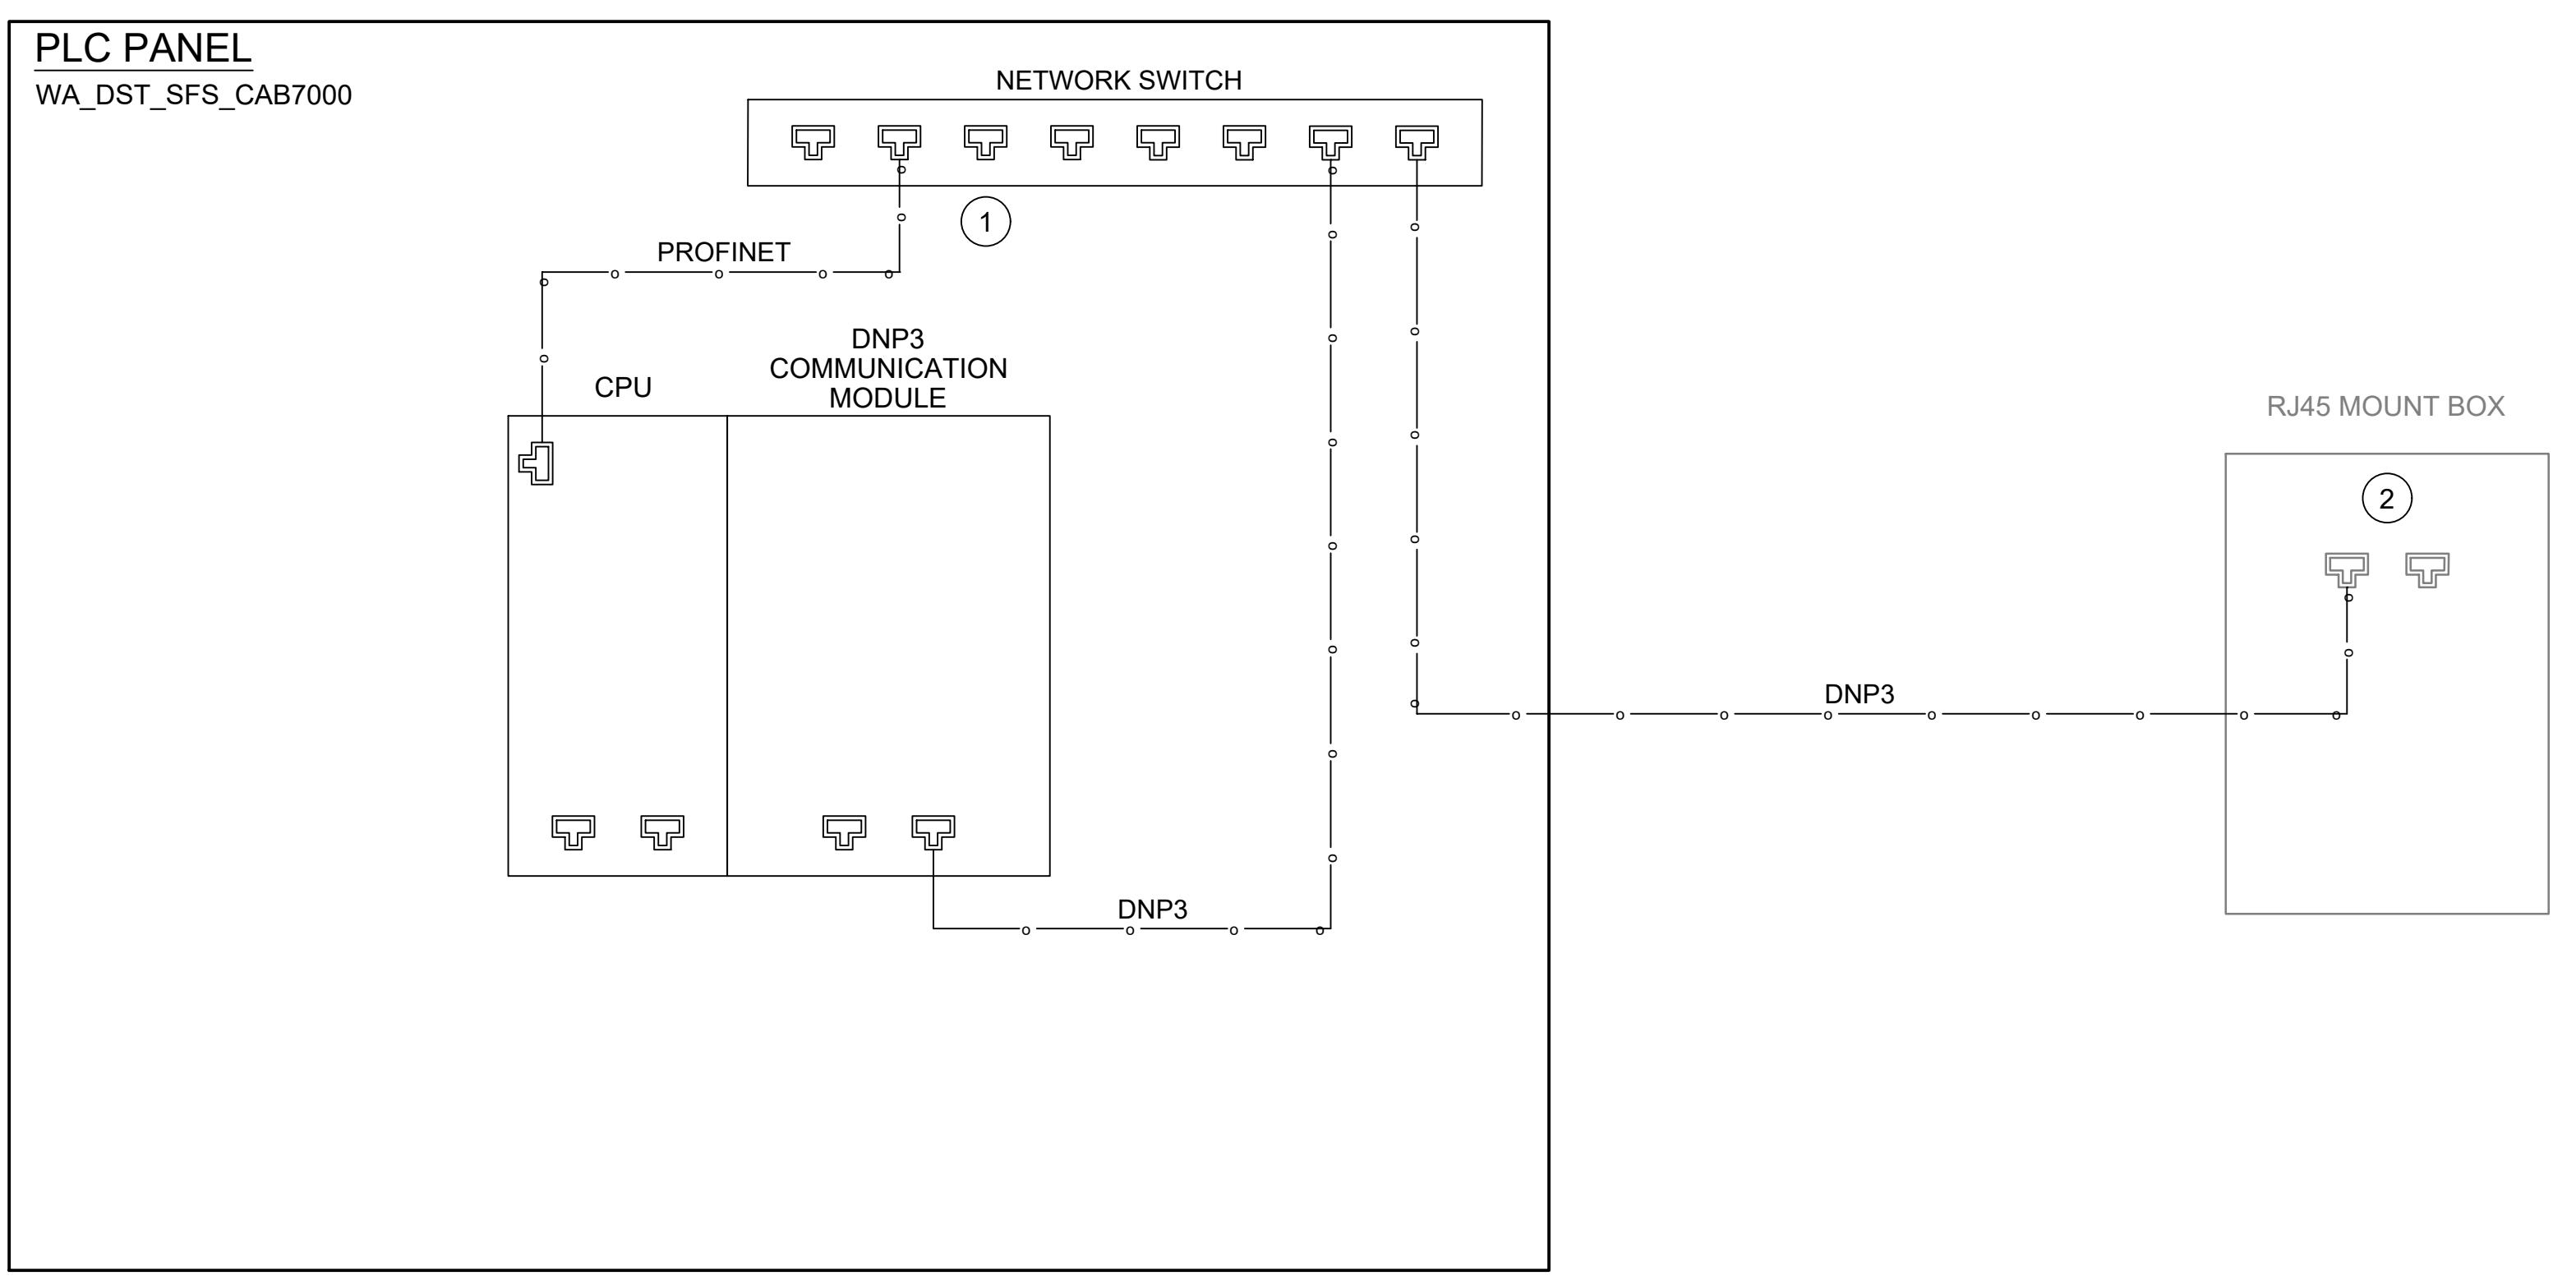 PLC PANEL
WA_DST_SFS_CAB7000
NETWORK SWITCH
1
PROFINET
CPU
DNP3
COMMUNICATION
MODULE
RJ45 MOUNT BOX
2
DNP3
DNP3